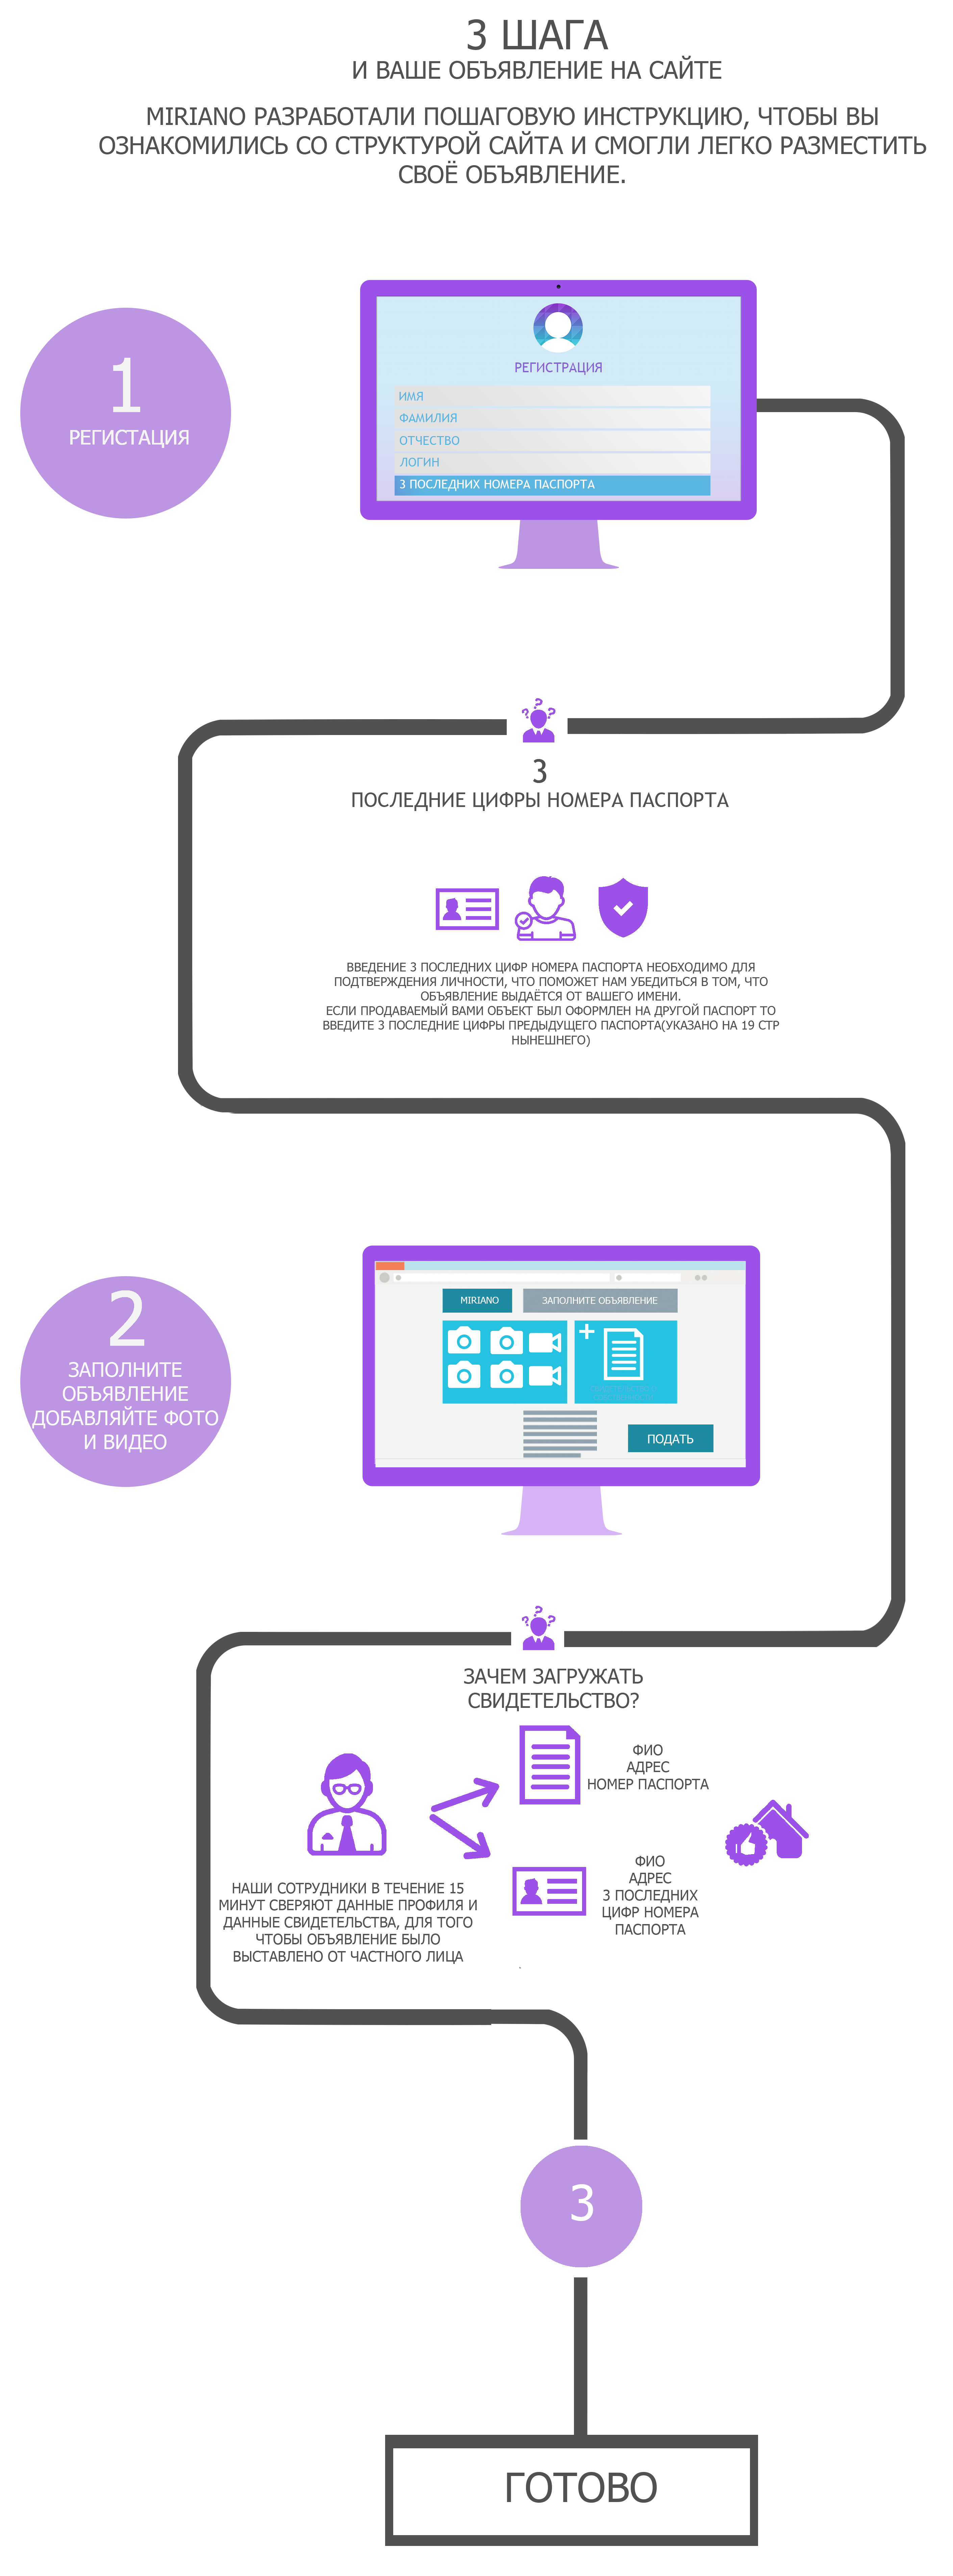 3 ШАГА
И ВАШЕ ОБЪЯВЛЕНИЕ НА САЙТЕ
MIRIANO РАЗРАБОТАЛИ ПОШАГОВУЮ ИНСТРУКЦИЮ, ЧТОБЫ ВЫ
ОЗНАКОМИЛИСЬ СО СТРУКТУРОЙ САЙТА И СМОГЛИ ЛЕГКО РАЗМЕСТИТЬ
СВОЁ ОБЪЯВЛЕНИЕ.
1
РЕГИСТАЦИЯ
РЕГИСТРАЦИЯ
ИМЯ
ФАМИЛИЯ
ОТЧЕСТВО
ЛОГИН
3 ПОСЛЕДНИХ НОМЕРА ПАСПОРТА
3
ПОСЛЕДНИЕ ЦИФРЫ НОМЕРА ПАСПОРТА
ВВЕДЕНИЕ 3 ПОСЛЕДНИХ ЦИФР НОМЕРА ПАСПОРТА НЕОБХОДИМО ДЛЯ
ПОДТВЕРЖДЕНИЯ ЛИЧНОСТИ, ЧТО ПОМОЖЕТ НАМ УБЕДИТЬСЯ В ТОМ, ЧТО
ОБЪЯВЛЕНИЕ ВЫДАЁТСЯ ОТ ВАШЕГО ИМЕНИ.
ЕСЛИ ПРОДАВАЕМЫЙ ВАМИ ОБЪЕКТ БЫЛ ОФОРМЛЕН НА ДРУГОЙ ПАСПОРТ ТО
ВВЕДИТЕ 3 ПОСЛЕДНИЕ ЦИФРЫ ПРЕДЫДУЩЕГО ПАСПОРТА(УКАЗАНО НА 19 СТР
НЫНЕШНЕГО)
2
ЗАПОЛНИТЕ
ОБЪЯВЛЕНИЕ
ДОБАВЛЯЙТЕ ФОТО
И ВИДЕО
MIRIANO
ЗАПОЛНИТЕ ОБЪЯВЛЕНИЕ
ПОДАТЬ
ЗАЧЕМ ЗАГРУЖАТЬ
СВИДЕТЕЛЬСТВО?
ФИО
АДРЕС
НОМЕР ПАСПОРТА
ФИО
АДРЕС
3 ПОСЛЕДНИХ
ЦИФР НОМЕРА
ПАСПОРТА
НАШИ СОТРУДНИКИ В ТЕЧЕНИЕ 15
МИНУТ СВЕРЯЮТ ДАННЫЕ ПРОФИЛЯ И
ДАННЫЕ СВИДЕТЕЛЬСТВА, ДЛЯ ТОГО
ЧТОБЫ ОБЪЯВЛЕНИЕ БЫЛО
ВЫСТАВЛЕНО ОТ ЧАСТНОГО ЛИЦА
3
ГОТОВО